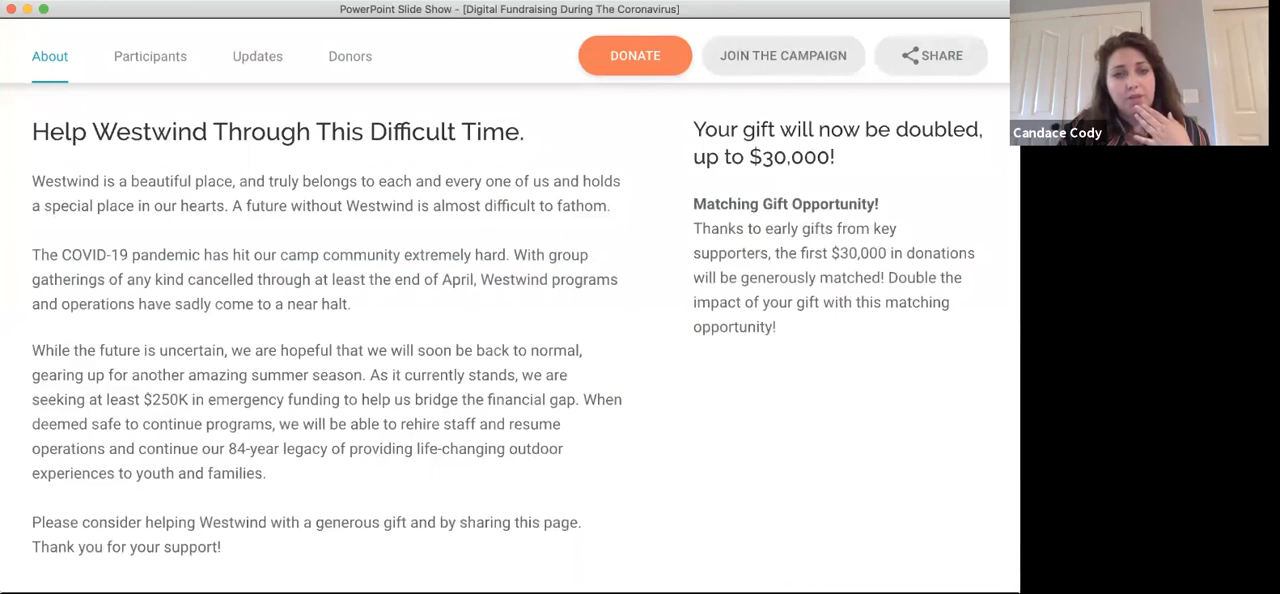 PowerPoint Slide Show - [Digital Fundraising During The Coronavirus]
About
Participants
Updates
Donors
DONATE
JOIN THE CAMPAIGN
SHARE
Candace Cody
Help Westwind Through This Difficult Time.
Westwind is a beautiful place, and truly belongs to each and every one of us and holds
a special place in our hearts. A future without Westwind is almost difficult to fathom.
The COVID-19 pandemic has hit our camp community extremely hard. With group
gatherings of any kind cancelled through at least the end of April, Westwind programs
and operations have sadly come to a near halt.
While the future is uncertain, we are hopeful that we will soon be back to normal,
gearing up for another amazing summer season. As it currently stands, we are
seeking at least $250K in emergency funding to help us bridge the financial gap. When
deemed safe to continue programs, we will be able to rehire staff and resume
operations and continue our 84-year legacy of providing life-changing outdoor
experiences to youth and families.
Please consider helping Westwind with a generous gift and by sharing this page.
Thank you for your support!
Your gift will now be doubled,
up to $30,000!
Matching Gift Opportunity!
Thanks to early gifts from key
supporters, the first $30,000 in donations
will be generously matched! Double the
impact of your gift with this matching
opportunity!